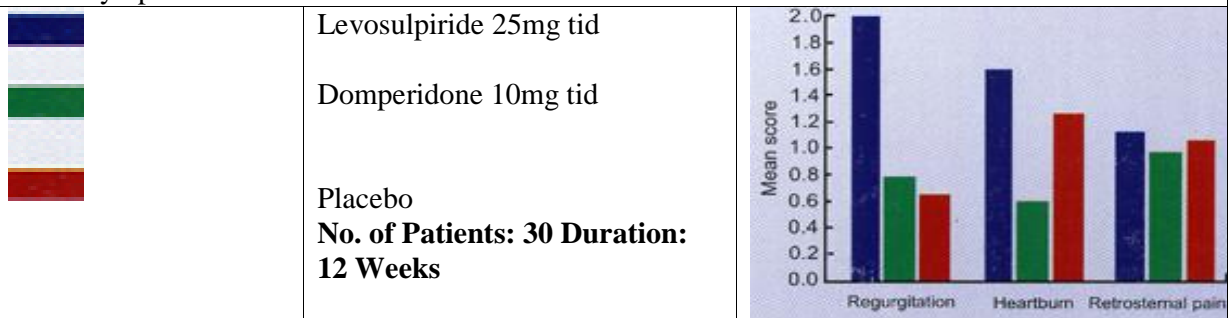 Levosulpiride 25mg tid
Domperidone 10mg tid
Placebo
No. of Patients: 30 Duration:
12 Weeks
2.0
1.8
1.6
1.4
1.2
1.0
0.8
0.6
0.4
0.2
0.0
Mean score
Regurgitation Heartburn Retrosternal pain